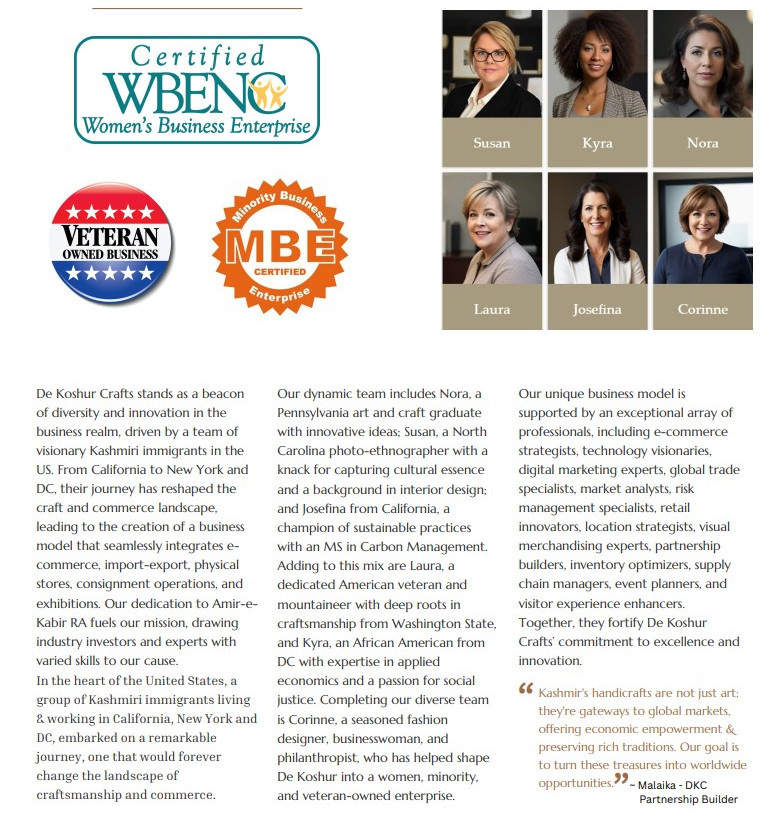 Certified
WBENC
Women's Business Enterprise
VETERAN
OWNED BUSINESS
Minority Business
MBE
CERTIFIED
Enterprise
Susan
Kyra
Nora
Laura
Josefina
Corinne
De Koshur Crafts stands as a beacon
of diversity and innovation in the
business realm, driven by a team of
visionary Kashmiri immigrants in the
US. From California to New York and
DC, their journey has reshaped the
craft and commerce landscape,
leading to the creation of a business
model that seamlessly integrates e-
commerce, import-export, physical
stores, consignment operations, and
exhibitions. Our dedication to Amir-e-
Kabir RA fuels our mission, drawing
industry investors and experts with
varied skills to our cause.
In the heart of the United States, a
group of Kashmiri immigrants living
& working in California, New York and
DC, embarked on a remarkable
journey, one that would forever
change the landscape of
craftsmanship and commerce.
Our dynamic team includes Nora, a
Pennsylvania art and craft graduate
with innovative ideas; Susan, a North
Carolina photo-ethnographer with a
knack for capturing cultural essence
and a background in interior design;
and Josefina from California, a
champion of sustainable practices
with an MS in Carbon Management.
Adding to this mix are Laura, a
dedicated American veteran and
mountaineer with deep roots in
craftsmanship from Washington State,
and Kyra, an African American from
DC with expertise in applied
economics and a passion for social
justice. Completing our diverse team
is Corinne, a seasoned fashion
designer, businesswoman, and
philanthropist, who has helped shape
De Koshur into a women, minority,
and veteran-owned enterprise.
Our unique business model is
supported by an exceptional array of
professionals, including e-commerce
strategists, technology visionaries,
digital marketing experts, global trade
specialists, market analysts, risk
management specialists, retail
innovators, location strategists, visual
merchandising experts, partnership
builders, inventory optimizers, supply
chain managers, event planners, and
visitor experience enhancers.
Together, they fortify De Koshur
Crafts' commitment to excellence and
innovation.
“ Kashmir's handicrafts are not just art;
they're gateways to global markets,
offering economic empowerment &
preserving rich traditions. Our goal is
to turn these treasures into worldwide
opportunities.” ~ Malaika - DKC
Partnership Builder